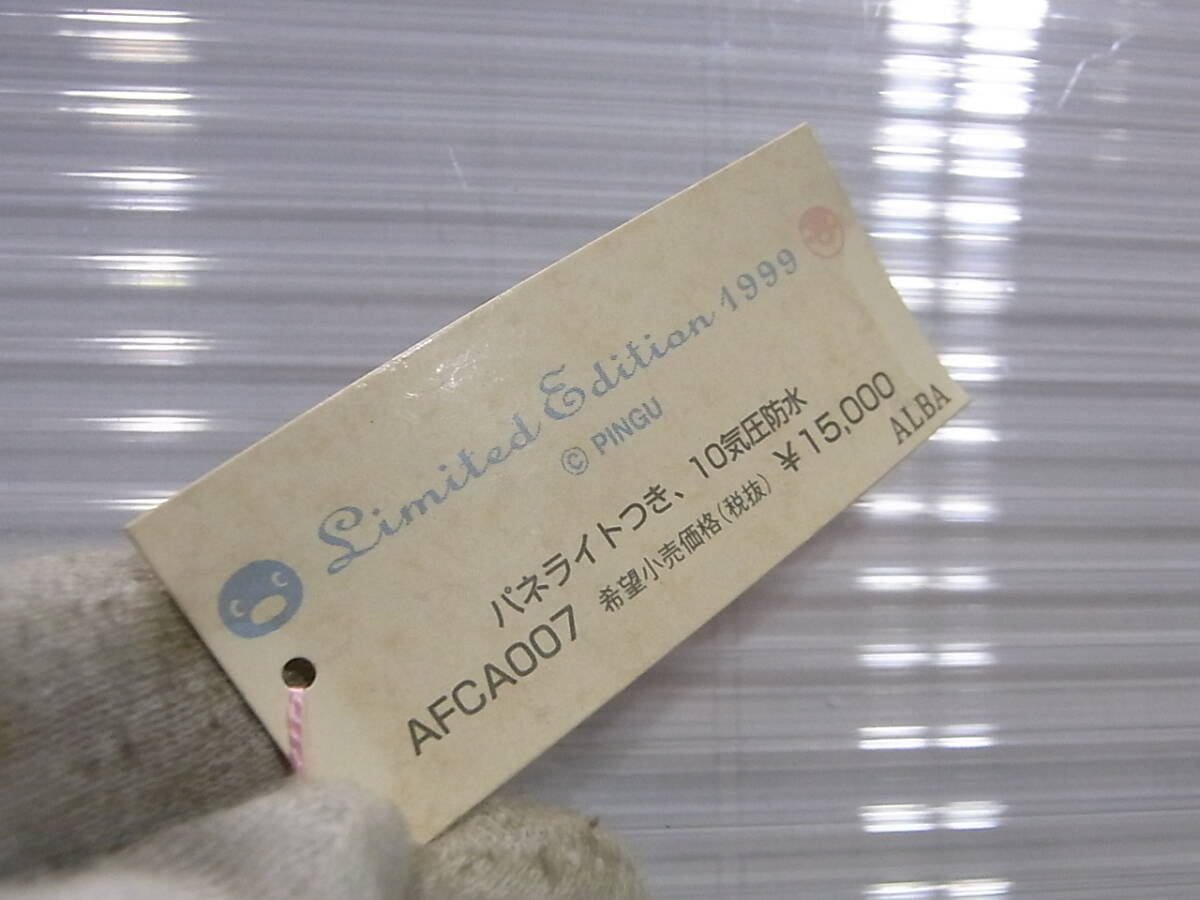 Limited Edition 1999
© PINGU
パネライトつき、10気圧防水
AFCA007 希望小売価格(税抜) ¥15,000
ALBA